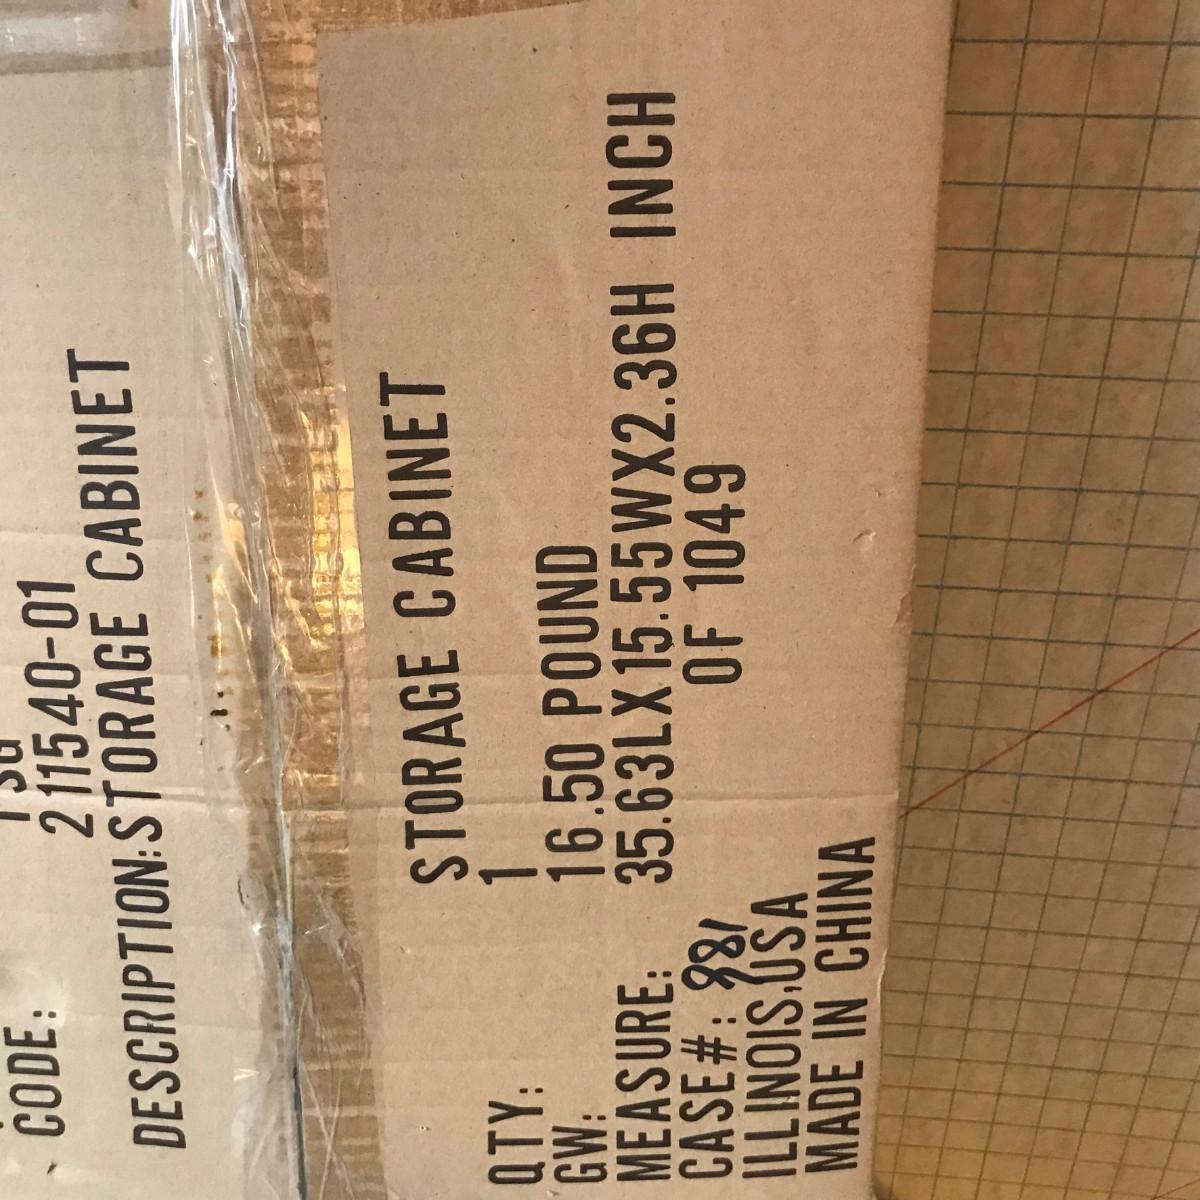 CODE: 211540-01
DESCRIPTION:STORAGE CABINET
STORAGE CABINET
QTY: 1
GW: 16.50 POUND
MEASURE: 35.63LX15.55WX2.36H INCH
CASE#: 981 OF 1049
ILLINOIS,USA
MADE IN CHINA